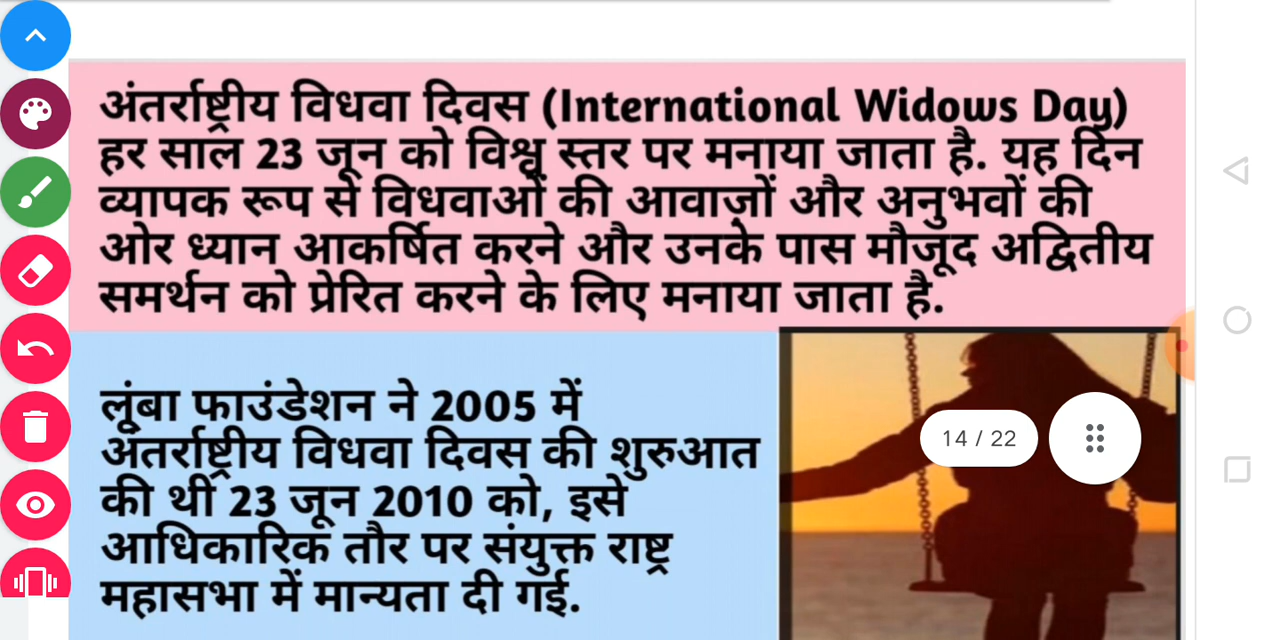 अंतर्राष्ट्रीय विधवा दिवस (International Widows Day)
हर साल 23 जून को विश्व स्तर पर मनाया जाता है. यह दिन
व्यापक रूप से विधवाओं की आवाज़ों और अनुभवों की
ओर ध्यान आकर्षित करने और उनके पास मौजूद अद्वितीय
समर्थन को प्रेरित करने के लिए मनाया जाता है.
लूंबा फाउंडेशन ने 2005 में
अंतर्राष्ट्रीय विधवा दिवस की शुरुआत
की थी 23 जून 2010 को, इसे
आधिकारिक तौर पर संयुक्त राष्ट्र
महासभा में मान्यता दी गई.
14 / 22